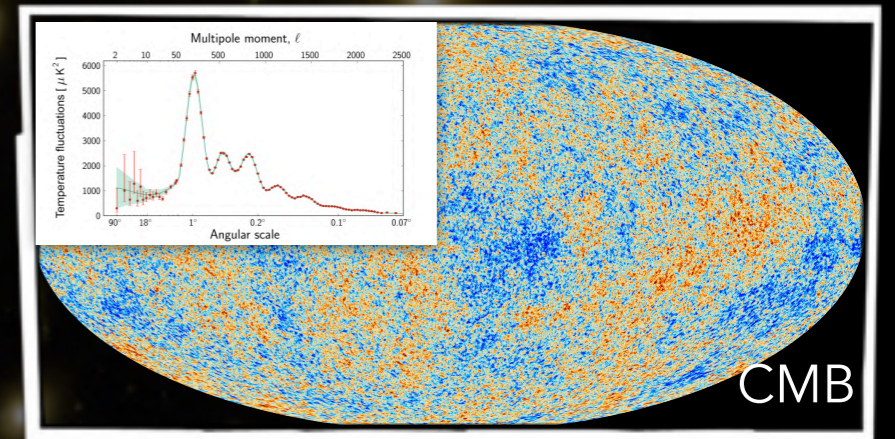 Multipole moment, ℓ
2 10 50 500 1000 1500 2000 2500
Temperature fluctuations [ μ K² ]
6000
5000
4000
3000
2000
1000
0
90° 18° 1° 0.2° 0.1° 0.07°
Angular scale
CMB